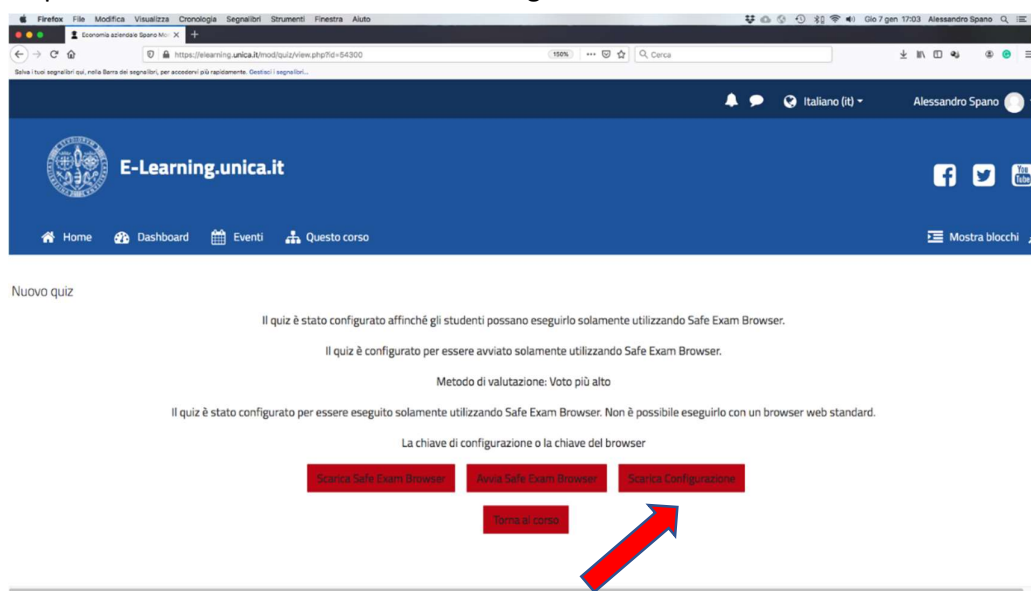 Firefox File Modifica Visualizza Cronologia Segnalibri Strumenti Finestra Aiuto Gio 7 gen 17:03 Alessandro Spano
Economia aziendale Spano Mo
https://elearning.unica.it/mod/quiz/view.php?id=54300 150% Cerca
Salva i tuoi segnalibri qui, nella Barra dei segnalibri, per accedervi più rapidamente. Gestisci i segnalibri...
Italiano (it) Alessandro Spano
E-Learning.unica.it
You Tube
Home Dashboard Eventi Questo corso Mostra blocchi
Nuovo quiz
Il quiz è stato configurato affinché gli studenti possano eseguirlo solamente utilizzando Safe Exam Browser.
Il quiz è configurato per essere avviato solamente utilizzando Safe Exam Browser.
Metodo di valutazione: Voto più alto
Il quiz è stato configurato per essere eseguito solamente utilizzando Safe Exam Browser. Non è possibile eseguirlo con un browser web standard.
La chiave di configurazione o la chiave del browser
Scarica Safe Exam Browser Avvia Safe Exam Browser Scarica Configurazione
Torna al corso